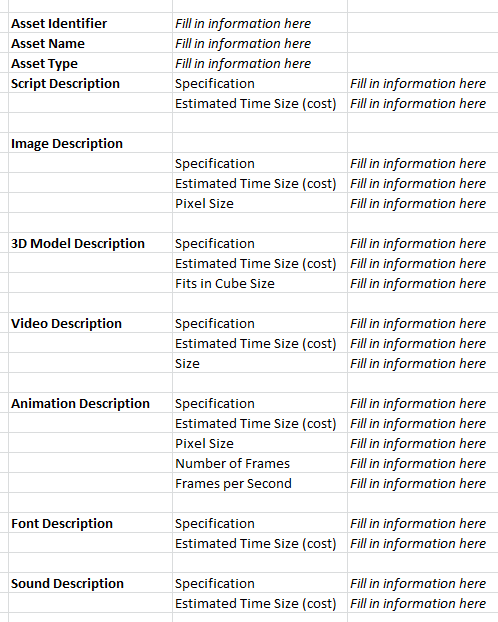 Asset Identifier Fill in information here
Asset Name Fill in information here
Asset Type Fill in information here
Script Description Specification Fill in information here
Estimated Time Size (cost) Fill in information here
Image Description
Specification Fill in information here
Estimated Time Size (cost) Fill in information here
Pixel Size Fill in information here
3D Model Description Specification Fill in information here
Estimated Time Size (cost) Fill in information here
Fits in Cube Size Fill in information here
Video Description Specification Fill in information here
Estimated Time Size (cost) Fill in information here
Size Fill in information here
Animation Description Specification Fill in information here
Estimated Time Size (cost) Fill in information here
Pixel Size Fill in information here
Number of Frames Fill in information here
Frames per Second Fill in information here
Font Description Specification Fill in information here
Estimated Time Size (cost) Fill in information here
Sound Description Specification Fill in information here
Estimated Time Size (cost) Fill in information here